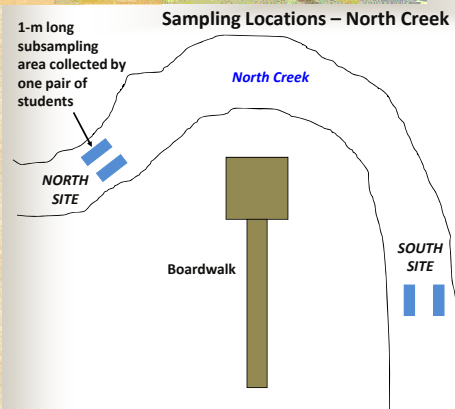 Sampling Locations – North Creek
1-m long
subsampling
area collected by
one pair of
students
North Creek
NORTH
SITE
Boardwalk
SOUTH
SITE